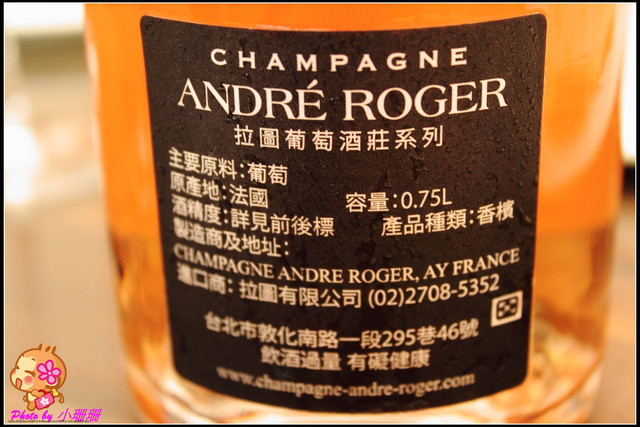 CHAMPAGNE
ANDRÉ ROGER
拉圖葡萄酒莊系列
主要原料：葡萄
原產地：法國 容量：0.75L
酒精度：詳見前後標 產品種類：香檳
製造商及地址：
CHAMPAGNE ANDRE ROGER, AY FRANCE
進口商：拉圖有限公司 (02)2708-5352
台北市敦化南路一段295巷46號
飲酒過量 有礙健康
www.champagne-andre-roger.com
Photo by 小珊珊